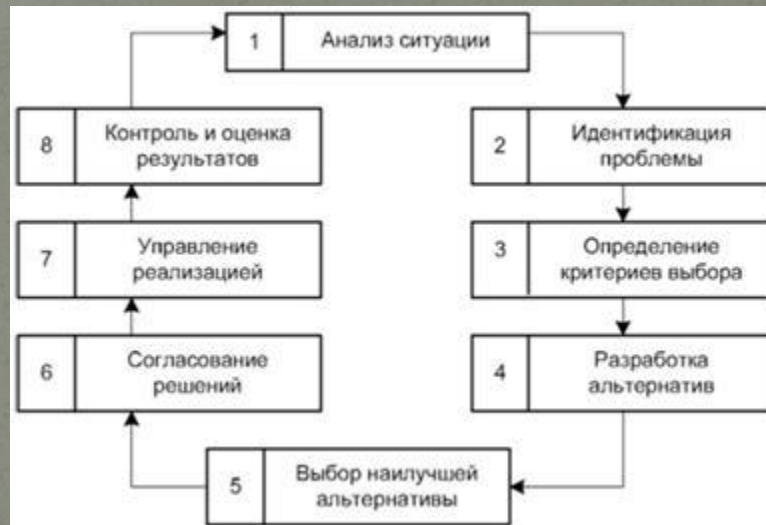 1 Анализ ситуации
2 Идентификация
проблемы
3 Определение
критериев выбора
4 Разработка
альтернатив
5 Выбор наилучшей
альтернативы
6 Согласование
решений
7 Управление
реализацией
8 Контроль и оценка
результатов